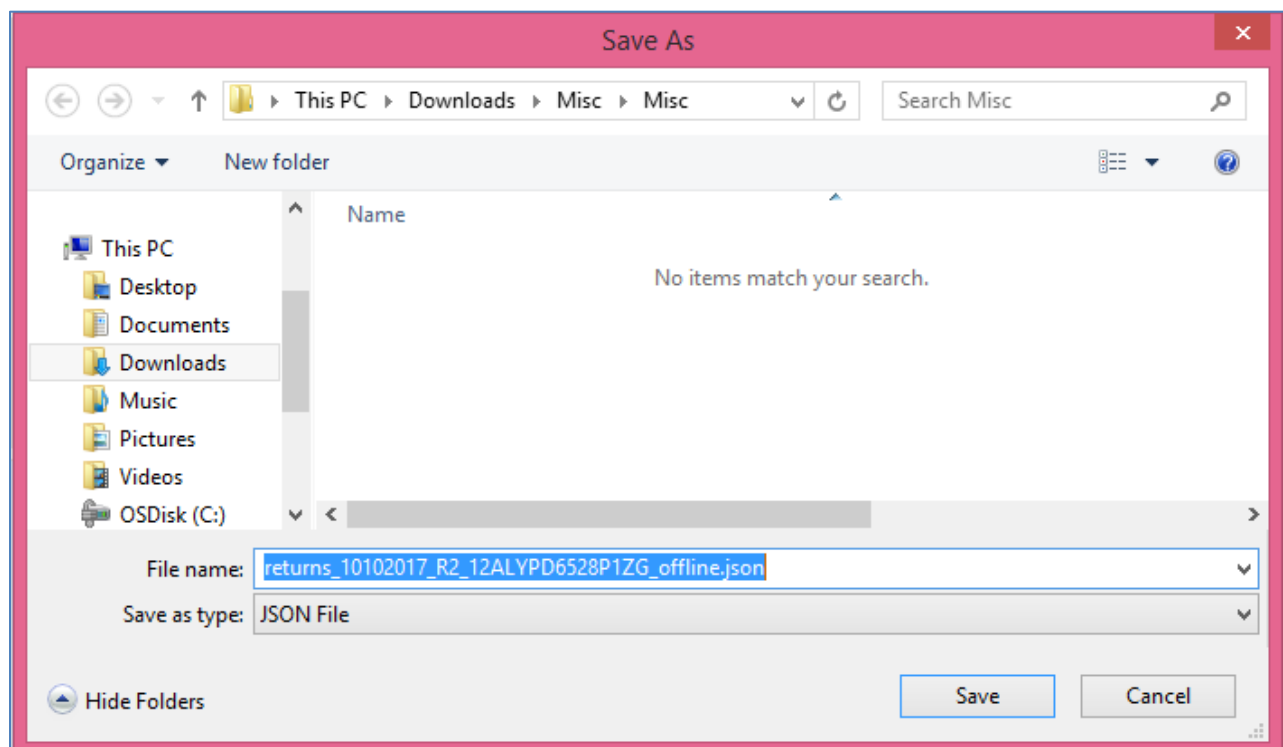 Save As
This PC Downloads Misc Misc Search Misc
Organize New folder
Name
This PC
No items match your search.
Desktop
Documents
Downloads
Music
Pictures
Videos
OSDisk (C:)
File name: returns_10102017_R2_12ALYPD6528P1ZG_offline.json
Save as type: JSON File
Hide Folders Save Cancel